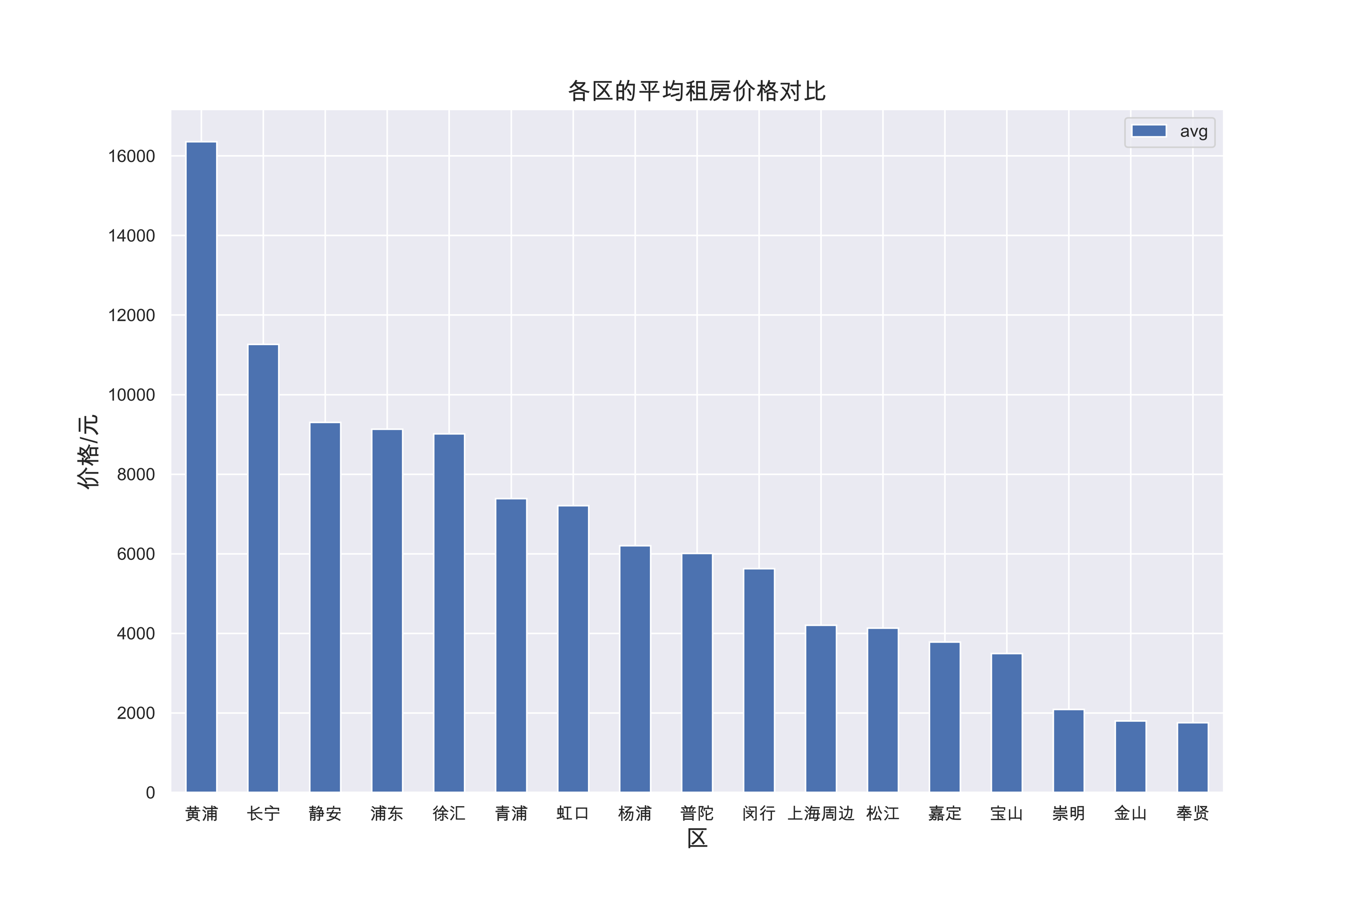 各区的平均租房价格对比
avg
16000
14000
12000
10000
8000
6000
4000
2000
0
价格/元
黄浦 长宁 静安 浦东 徐汇 青浦 虹口 杨浦 普陀 闵行 上海周边 松江 嘉定 宝山 崇明 金山 奉贤
区